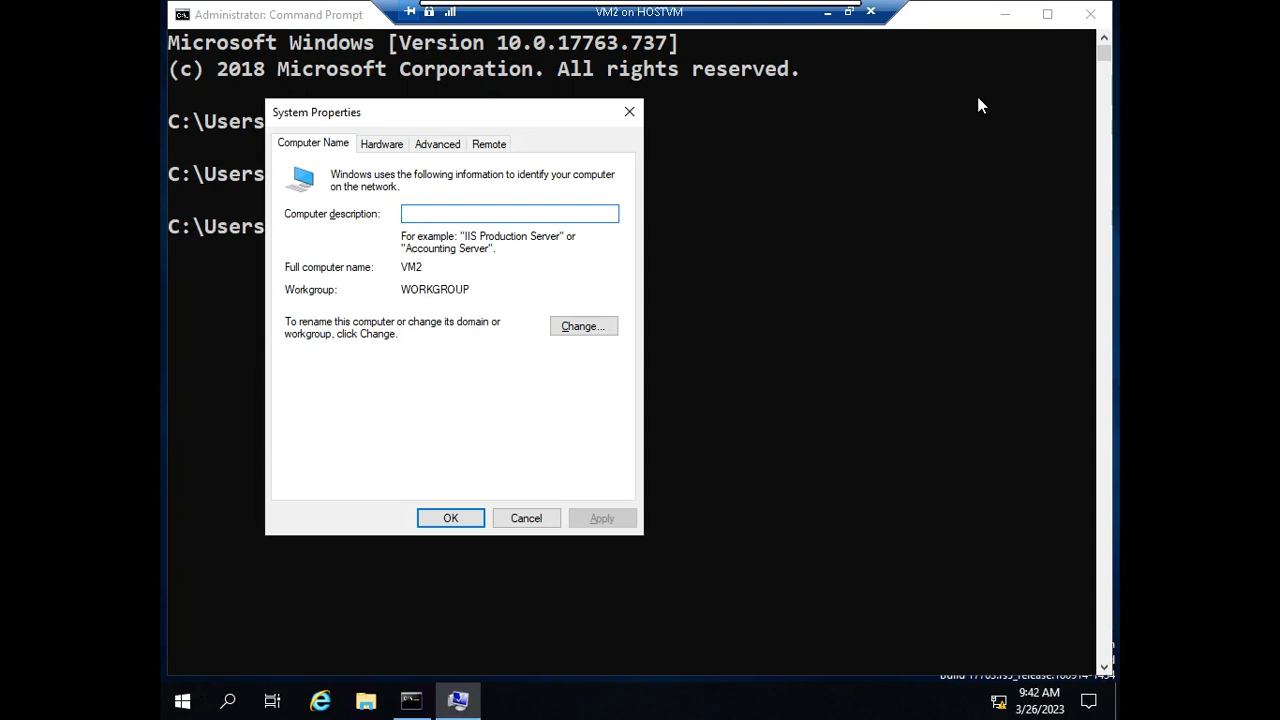 Administrator: Command Prompt
VM2 on HOSTVM
Microsoft Windows [Version 10.0.17763.737]
(c) 2018 Microsoft Corporation. All rights reserved.
C:\Users
C:\Users
C:\Users
System Properties
Computer Name
Hardware
Advanced
Remote
Windows uses the following information to identify your computer
on the network.
Computer description:
For example: "IIS Production Server" or
"Accounting Server".
Full computer name: VM2
Workgroup: WORKGROUP
To rename this computer or change its domain or
workgroup, click Change.
Change...
OK
Cancel
Apply
9:42 AM
3/26/2023